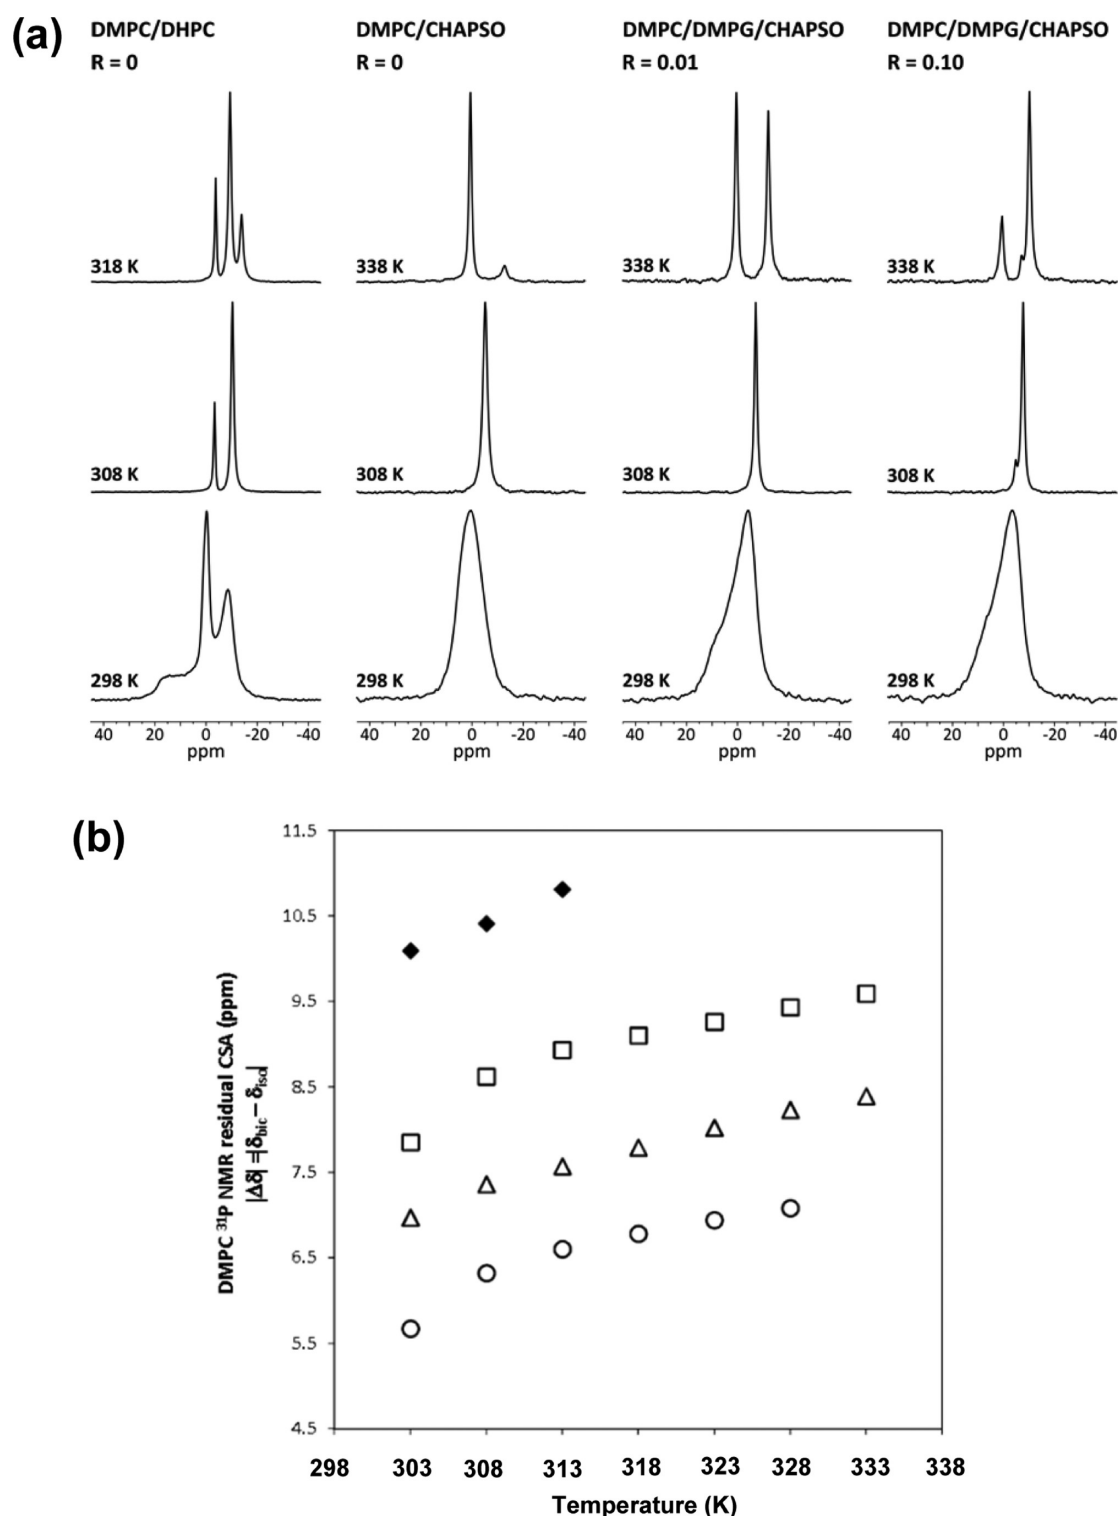 (a)
DMPC/DHPC DMPC/CHAPSO DMPC/DMPG/CHAPSO DMPC/DMPG/CHAPSO
R = 0 R = 0 R = 0.01 R = 0.10
318 K 338 K 338 K 338 K
308 K 308 K 308 K 308 K
298 K 298 K 298 K 298 K
40 20 0 -20 -40 40 20 0 -20 -40 40 20 0 -20 -40 40 20 0 -20 -40
ppm ppm ppm ppm
(b)
DMPC ³¹P NMR residual CSA (ppm)
|Δδ| =|δbic − δiso|
11.5
10.5
9.5
8.5
7.5
6.5
5.5
4.5
298 303 308 313 318 323 328 333 338
Temperature (K)